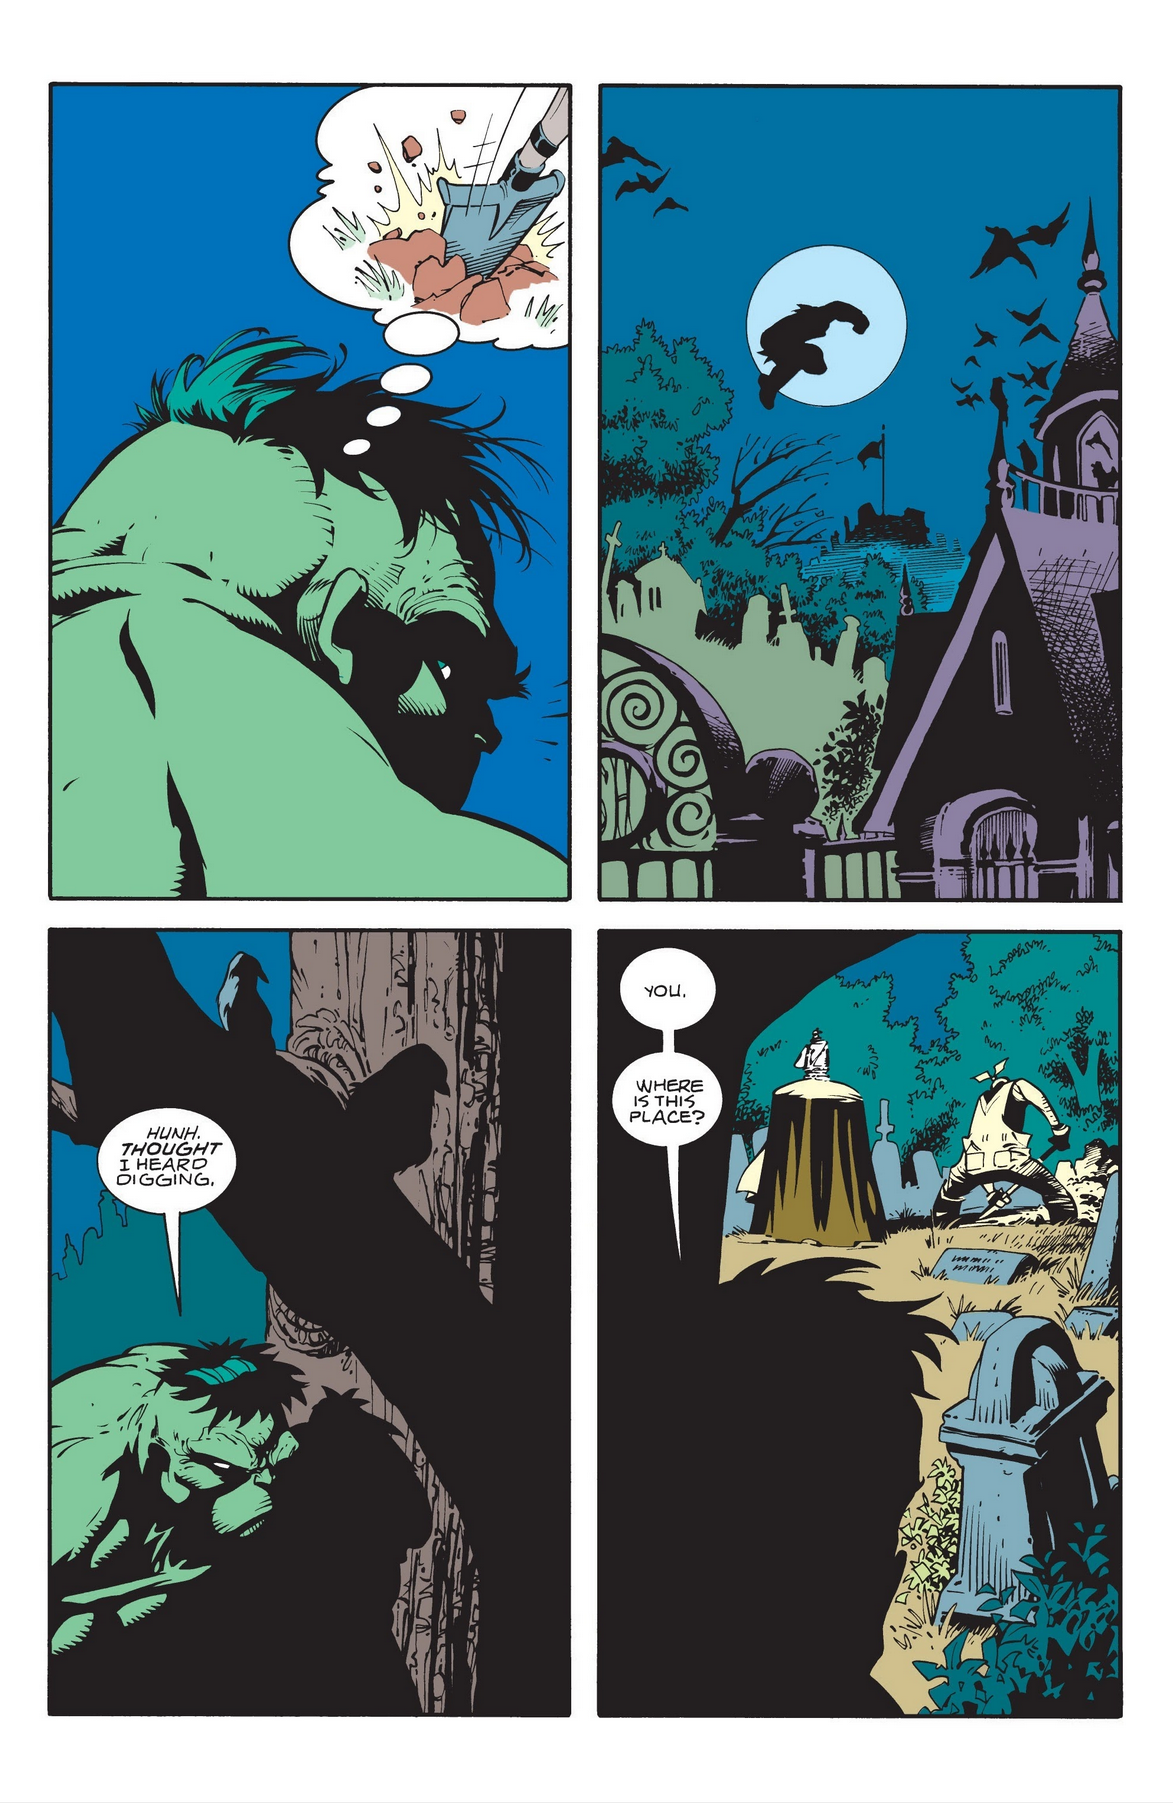 HUNH.
THOUGHT
I HEARD
DIGGING.
YOU.
WHERE
IS THIS
PLACE?